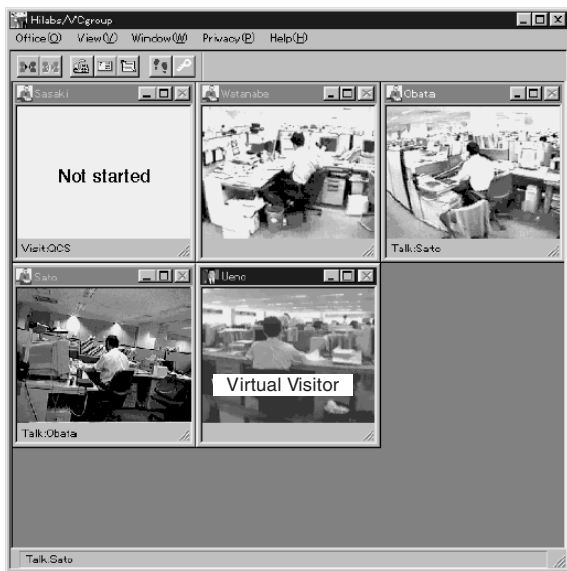 Hilabs/VCgroup
Office(O) View(V) Window(W) Privacy(P) Help(H)
Sasaki
Watanabe
Obata
Not started
Visit:QCS
Talk:Sato
Sato
Ueno
Virtual Visitor
Talk:Obata
Talk:Sato